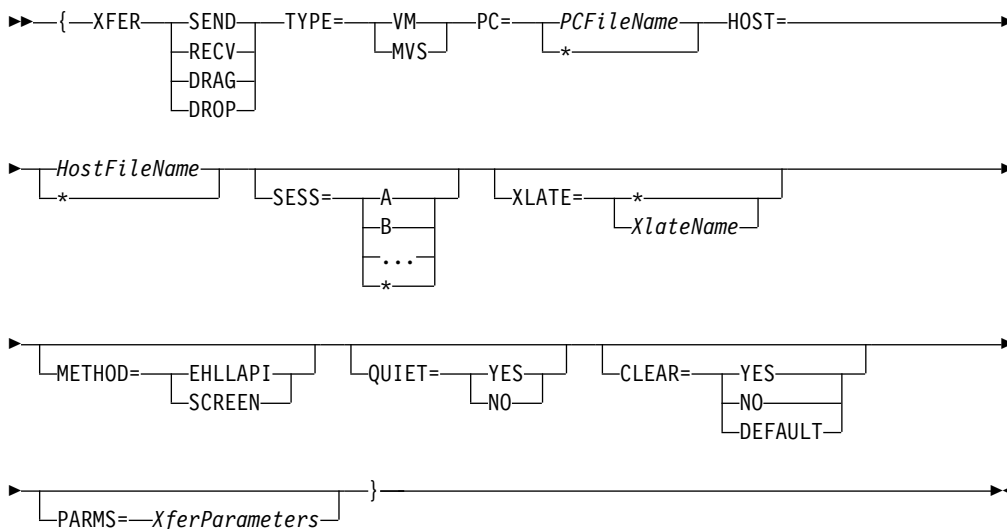 { XFER SEND TYPE= VM PC= PCFileName HOST=
RECV MVS *
DRAG
DROP
HostFileName
* SESS= A XLATE= *
B XlateName
...
*
METHOD= EHLLAPI QUIET= YES CLEAR= YES
SCREEN NO NO
DEFAULT
}
PARMS= XferParameters